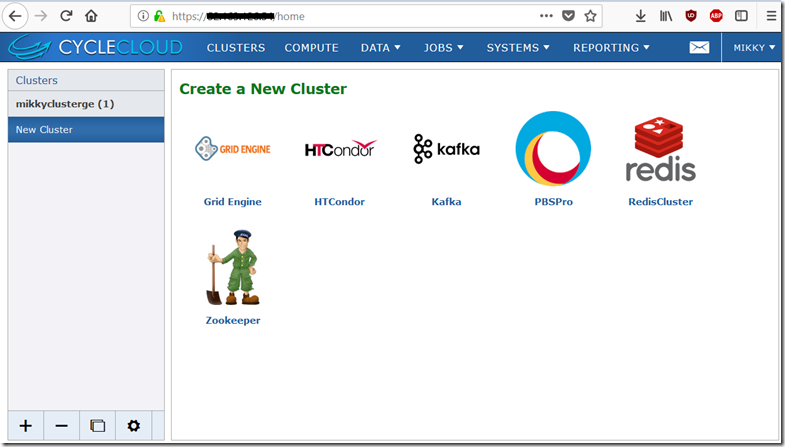 https:///home
CYCLECLOUD CLUSTERS COMPUTE DATA JOBS SYSTEMS REPORTING MIKKY
Clusters
mikkyclusterge (1)
New Cluster
Create a New Cluster
GRID ENGINE HTCondor kafka redis
Grid Engine HTCondor Kafka PBSPro RedisCluster
Zookeeper